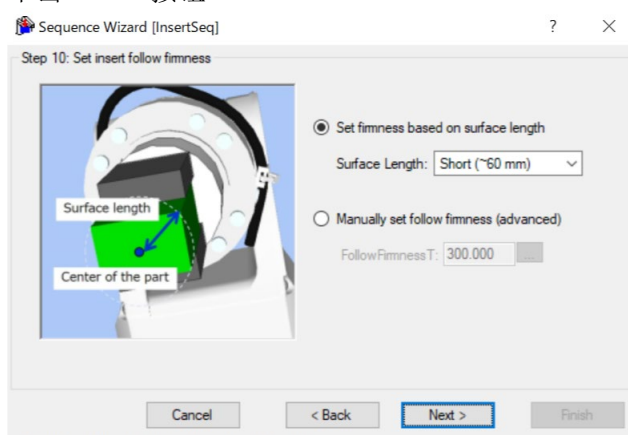 Sequence Wizard [InsertSeq]
Step 10: Set insert follow firmness
Set firmness based on surface length
Surface Length: Short (~60 mm)
Surface length
Manually set follow firmness (advanced)
FollowFirmnessT: 300.000 ...
Center of the part
Cancel < Back Next > Finish